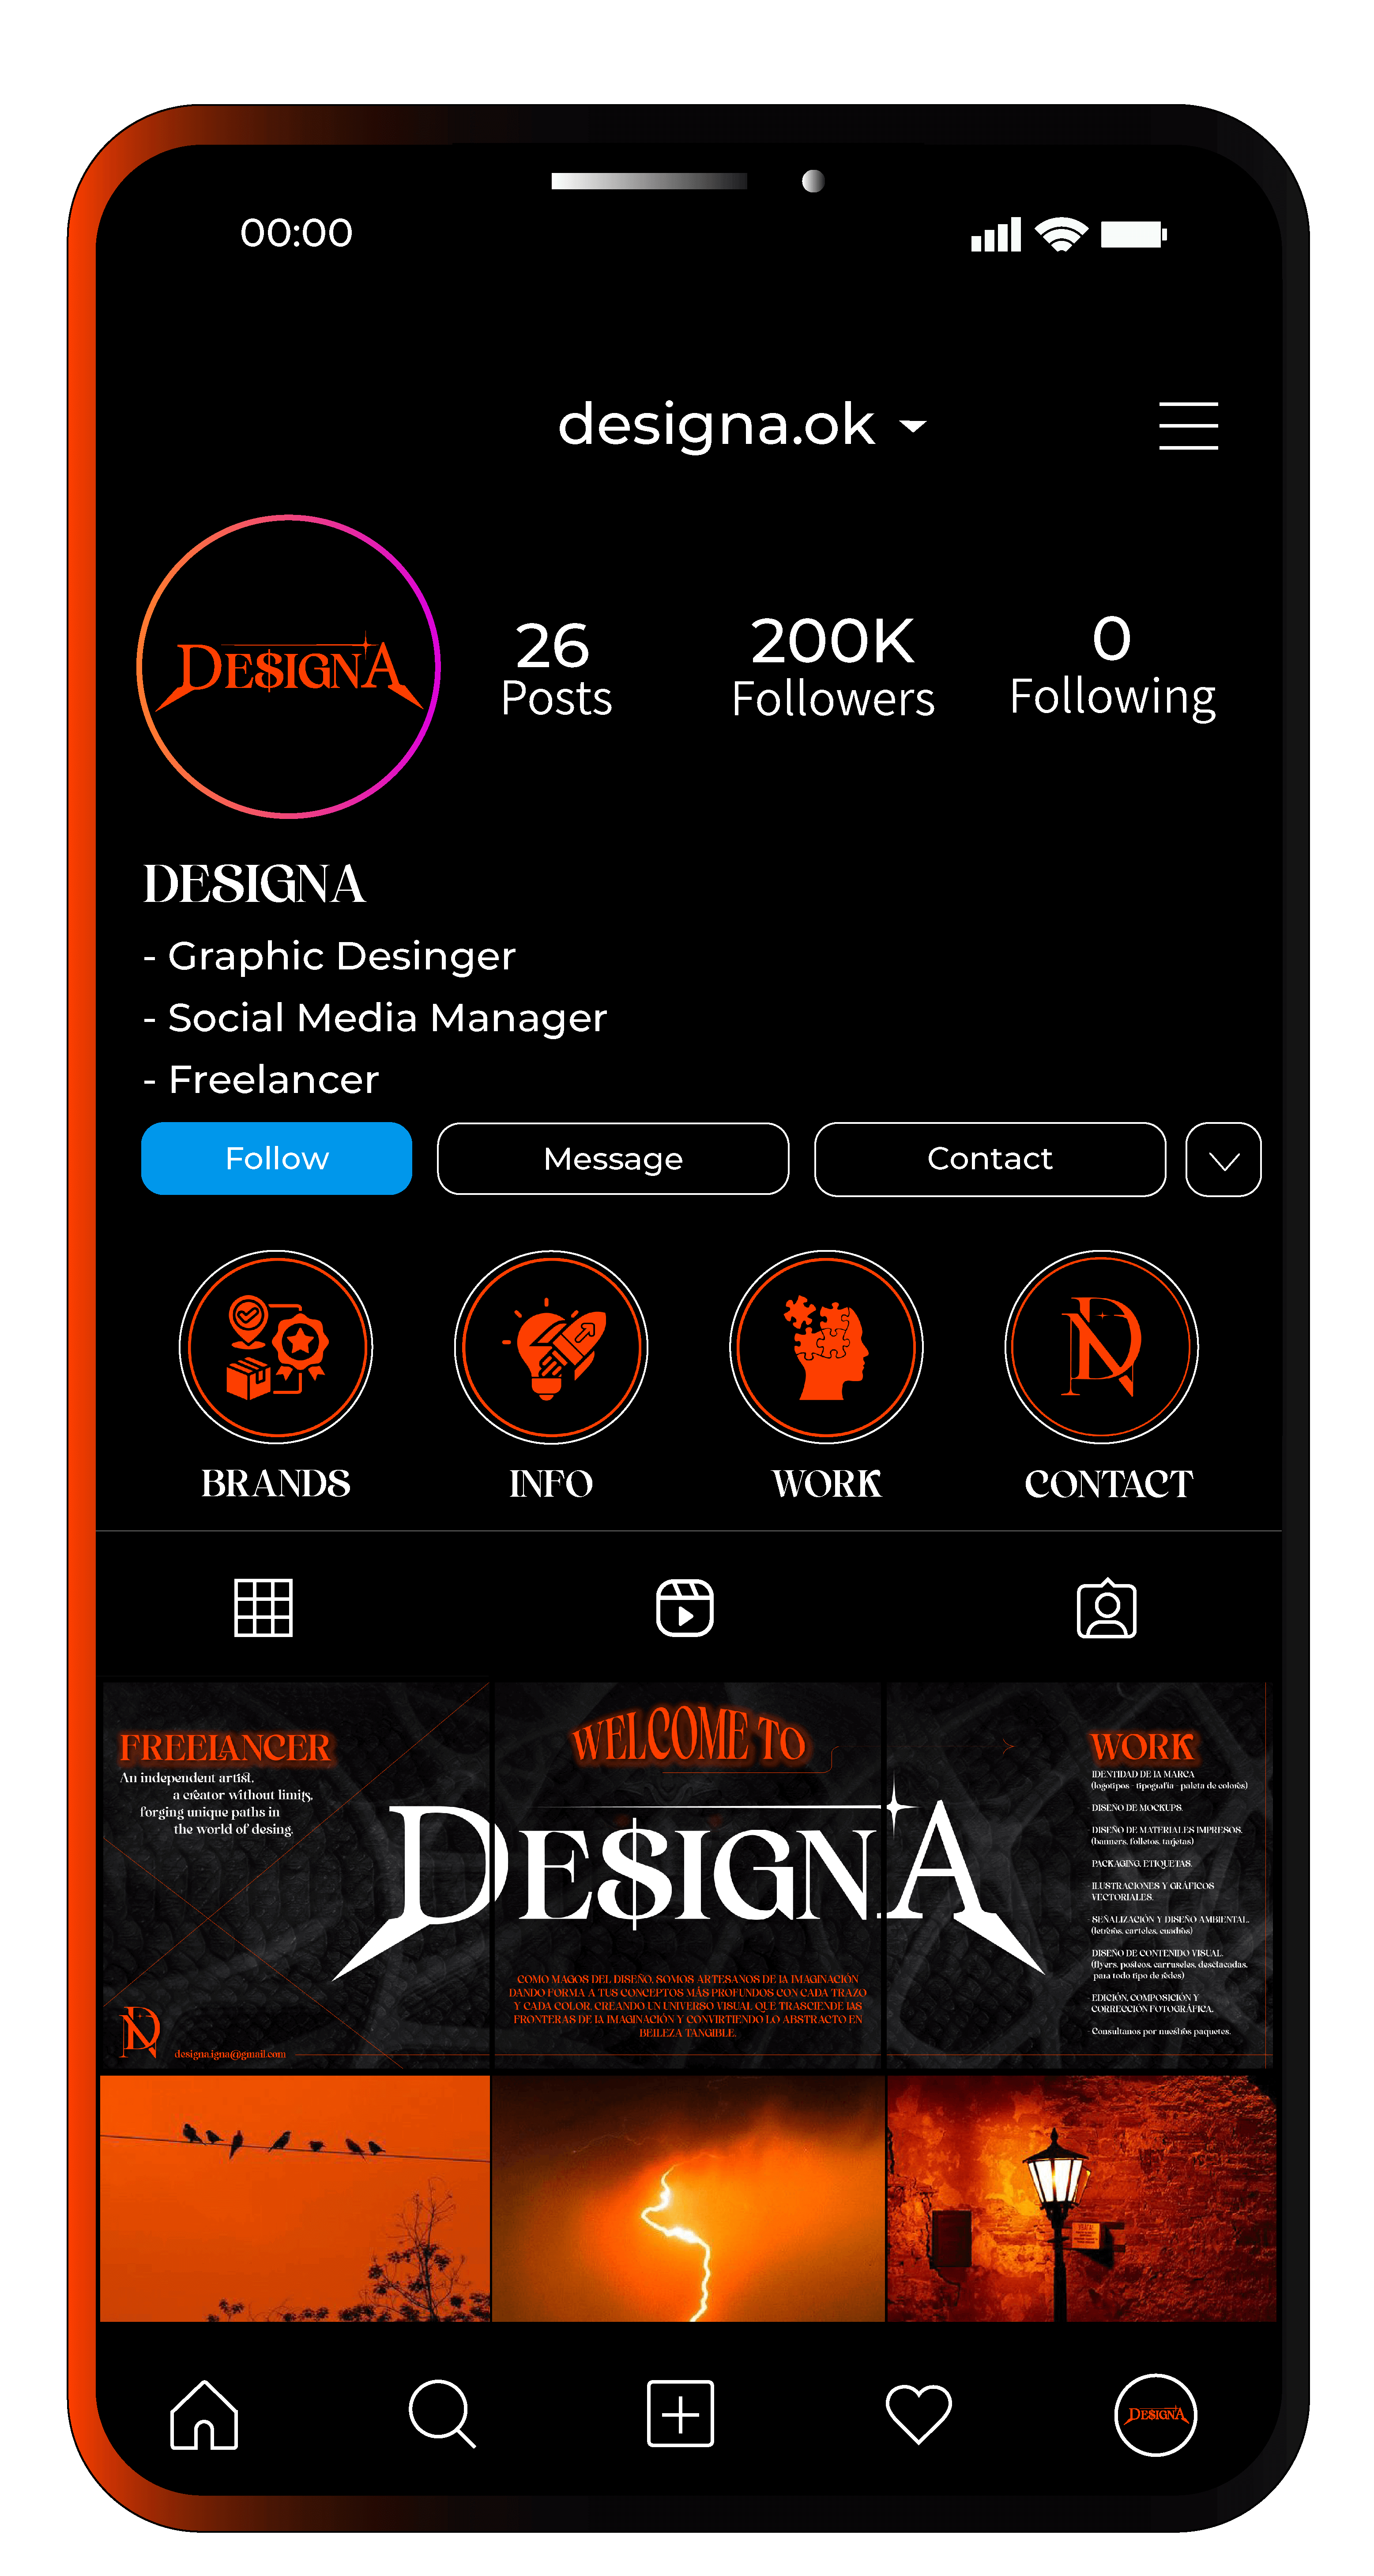 00:00
designa.ok
DE$IGNA
26
Posts
200K
Followers
0
Following
DESIGNA
- Graphic Desinger
- Social Media Manager
- Freelancer
Follow
Message
Contact
BRANDS
INFO
WORK
CONTACT
FREELANCER
An independent artist,
a creator without limits,
forging unique paths in
the world of desing.
designa.igna@gmail.com
WELCOME TO
DE$IGNA
COMO MAGOS DEL DISEÑO, SOMOS ARTESANOS DE LA IMAGINACIÓN
DANDO FORMA A TUS CONCEPTOS MÁS PROFUNDOS CON CADA TRAZO
Y CADA COLOR, CREANDO UN UNIVERSO VISUAL QUE TRASCIENDE LAS
FRONTERAS DE LA IMAGINACIÓN Y CONVIRTIENDO LO ABSTRACTO EN
BELLEZA TANGIBLE.
WORK
IDENTIDAD DE LA MARCA
(logotipos - tipografía - paleta de colores)
DISEÑO DE MOCKUPS.
DISEÑO DE MATERIALES IMPRESOS.
(banners, folletos, tarjetas)
PACKAGING, ETIQUETAS.
ILUSTRACIONES Y GRÁFICOS
VECTORIALES.
SEÑALIZACIÓN Y DISEÑO AMBIENTAL.
(letreros, carteles, cuadros)
DISEÑO DE CONTENIDO VISUAL.
(flyers, posteos, carruseles, desctacadas,
para todo tipo de redes)
EDICIÓN, COMPOSICIÓN Y
CORRECCIÓN FOTOGRÁFICA.
Consultanos por nuestros paquetes.
DE$IGNA